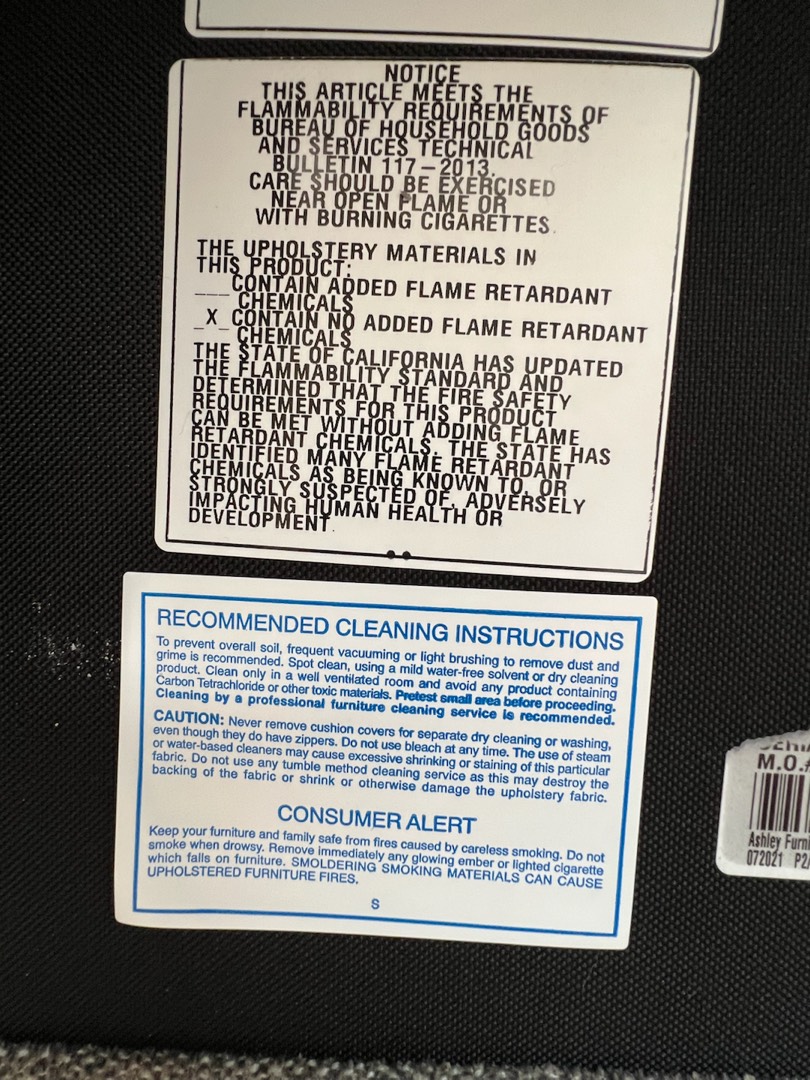 NOTICE
THIS ARTICLE MEETS THE
FLAMMABILITY REQUIREMENTS OF
BUREAU OF HOUSEHOLD GOODS
AND SERVICES TECHNICAL
BULLETIN 117-2013.
CARE SHOULD BE EXERCISED
NEAR OPEN FLAME OR
WITH BURNING CIGARETTES.
THE UPHOLSTERY MATERIALS IN
THIS PRODUCT:
___CONTAIN ADDED FLAME RETARDANT
CHEMICALS
_X_CONTAIN NO ADDED FLAME RETARDANT
CHEMICALS
THE STATE OF CALIFORNIA HAS UPDATED
THE FLAMMABILITY STANDARD AND
DETERMINED THAT THE FIRE SAFETY
REQUIREMENTS FOR THIS PRODUCT
CAN BE MET WITHOUT ADDING FLAME
RETARDANT CHEMICALS. THE STATE HAS
IDENTIFIED MANY FLAME RETARDANT
CHEMICALS AS BEING KNOWN TO, OR
STRONGLY SUSPECTED OF, ADVERSELY
IMPACTING HUMAN HEALTH OR
DEVELOPMENT.
RECOMMENDED CLEANING INSTRUCTIONS
To prevent overall soil, frequent vacuuming or light brushing to remove dust and
grime is recommended. Spot clean, using a mild water-free solvent or dry cleaning
product. Clean only in a well ventilated room and avoid any product containing
Carbon Tetrachloride or other toxic materials. Pretest small area before proceeding.
Cleaning by a professional furniture cleaning service is recommended.
CAUTION: Never remove cushion covers for separate dry cleaning or washing,
even though they do have zippers. Do not use bleach at any time. The use of steam
or water-based cleaners may cause excessive shrinking or staining of this particular
fabric. Do not use any tumble method cleaning service as this may destroy the
backing of the fabric or shrink or otherwise damage the upholstery fabric.
CONSUMER ALERT
Keep your furniture and family safe from fires caused by careless smoking. Do not
smoke when drowsy. Remove immediately any glowing ember or lighted cigarette
which falls on furniture. SMOLDERING SMOKING MATERIALS CAN CAUSE
UPHOLSTERED FURNITURE FIRES.
S
M.O.#
Ashley Furni
072021 P2